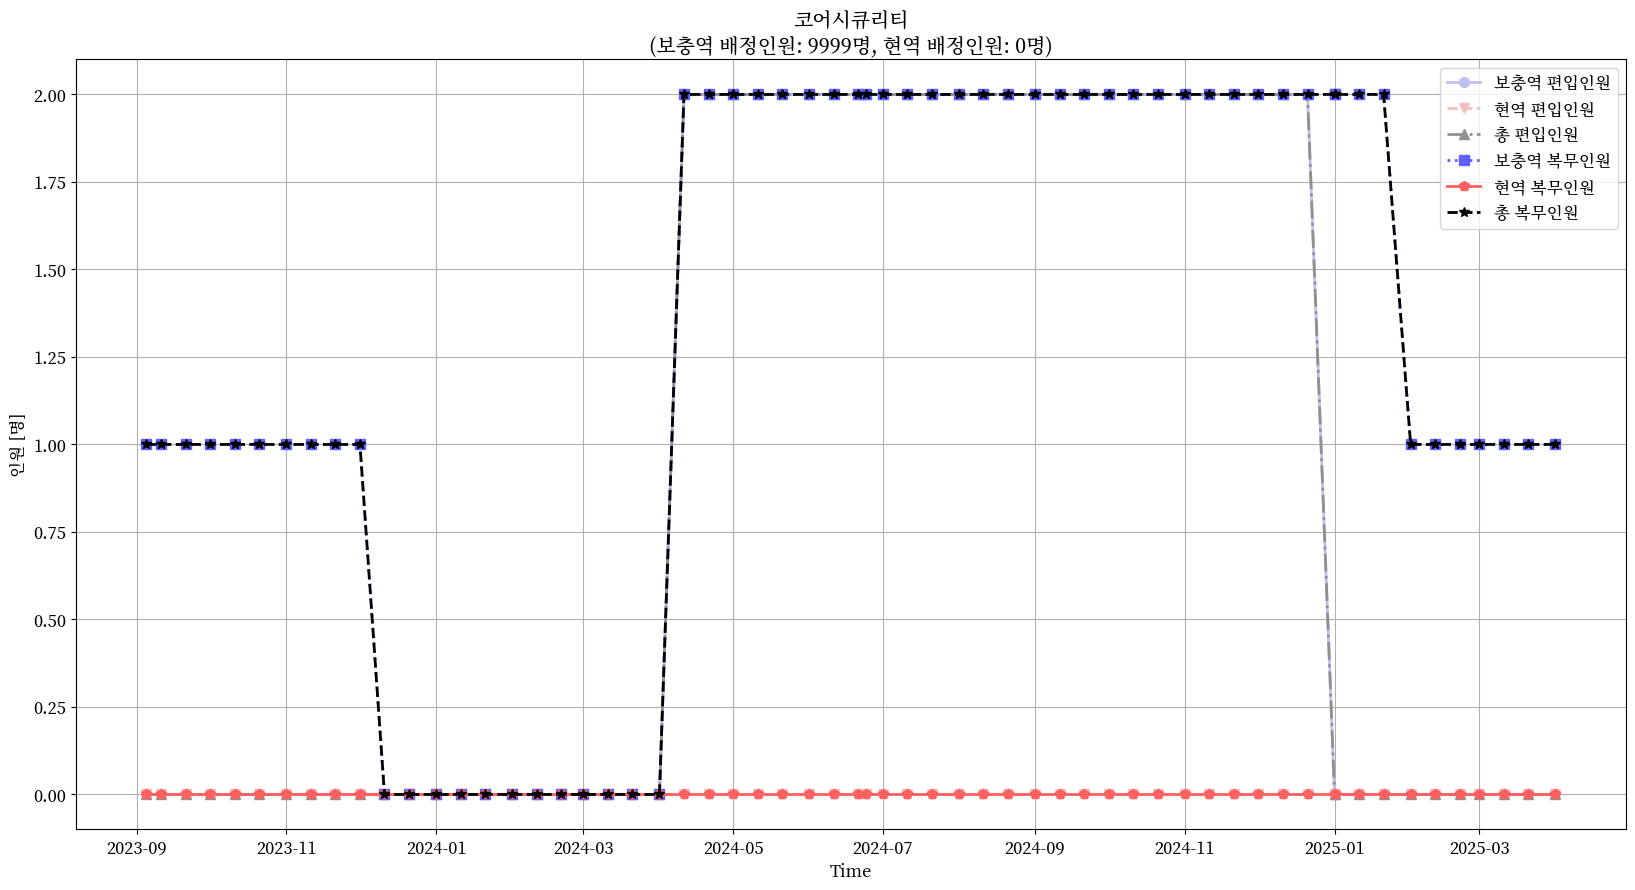 코어시큐리티
(보충역 배정인원: 9999명, 현역 배정인원: 0명)
2.00
1.75
1.50
1.25
1.00
0.75
0.50
0.25
0.00
인원 [명]
보충역 편입인원
현역 편입인원
총 편입인원
보충역 복무인원
현역 복무인원
총 복무인원
2023-09
2023-11
2024-01
2024-03
2024-05
2024-07
2024-09
2024-11
2025-01
2025-03
Time